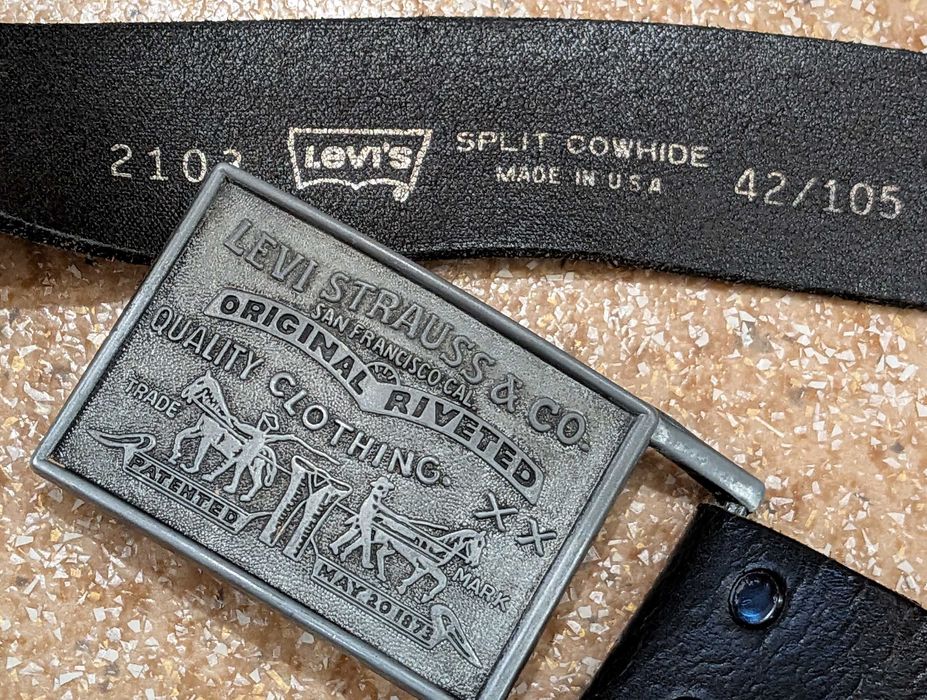 2103
LEVI'S
SPLIT COWHIDE
MADE IN USA
42/105
LEVI STRAUSS & CO.
SAN FRANCISCO CAL
ORIGINAL RIVETED
QUALITY CLOTHING.
XX
TRADE MARK
PATENTED
MAY 20 1873